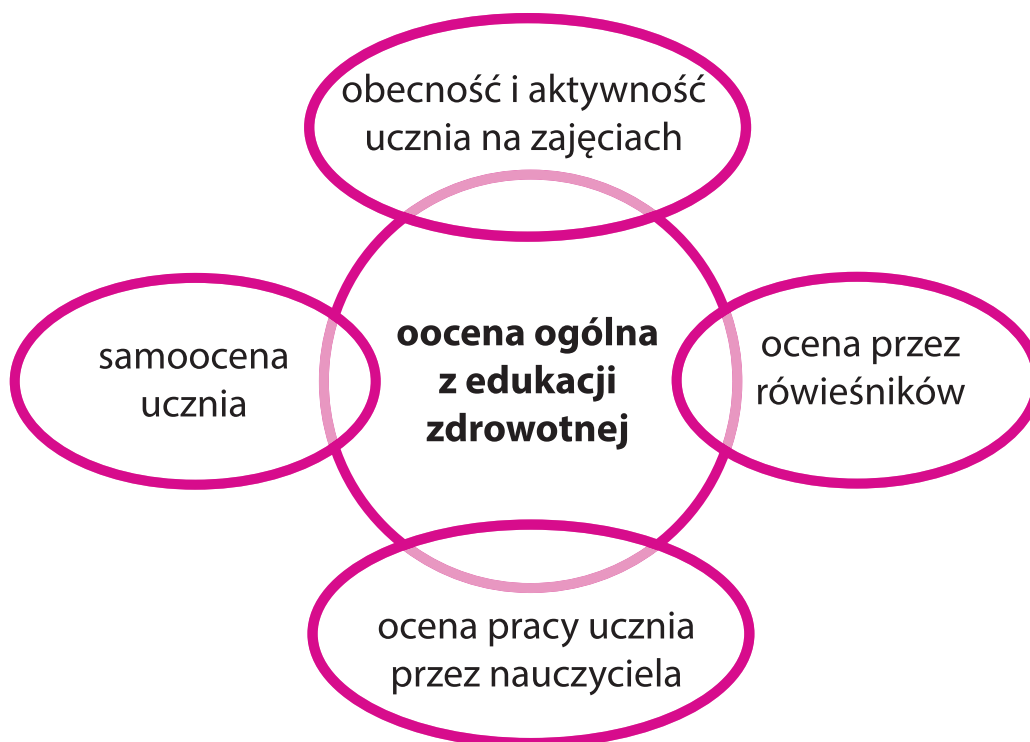 obecność i aktywność
ucznia na zajęciach
samoocena
ucznia
oocena ogólna
z edukacji
zdrowotnej
ocena przez
rówieśników
ocena pracy ucznia
przez nauczyciela